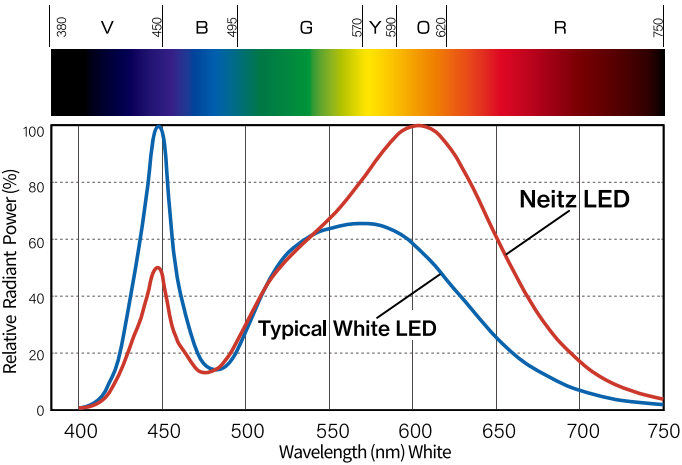 380 V 450 B 495 G 570 Y 590 O 620 R 750
Relative Radiant Power (%)
100
80
60
40
20
0
Neitz LED
Typical White LED
400 450 500 550 600 650 700 750
Wavelength (nm) White